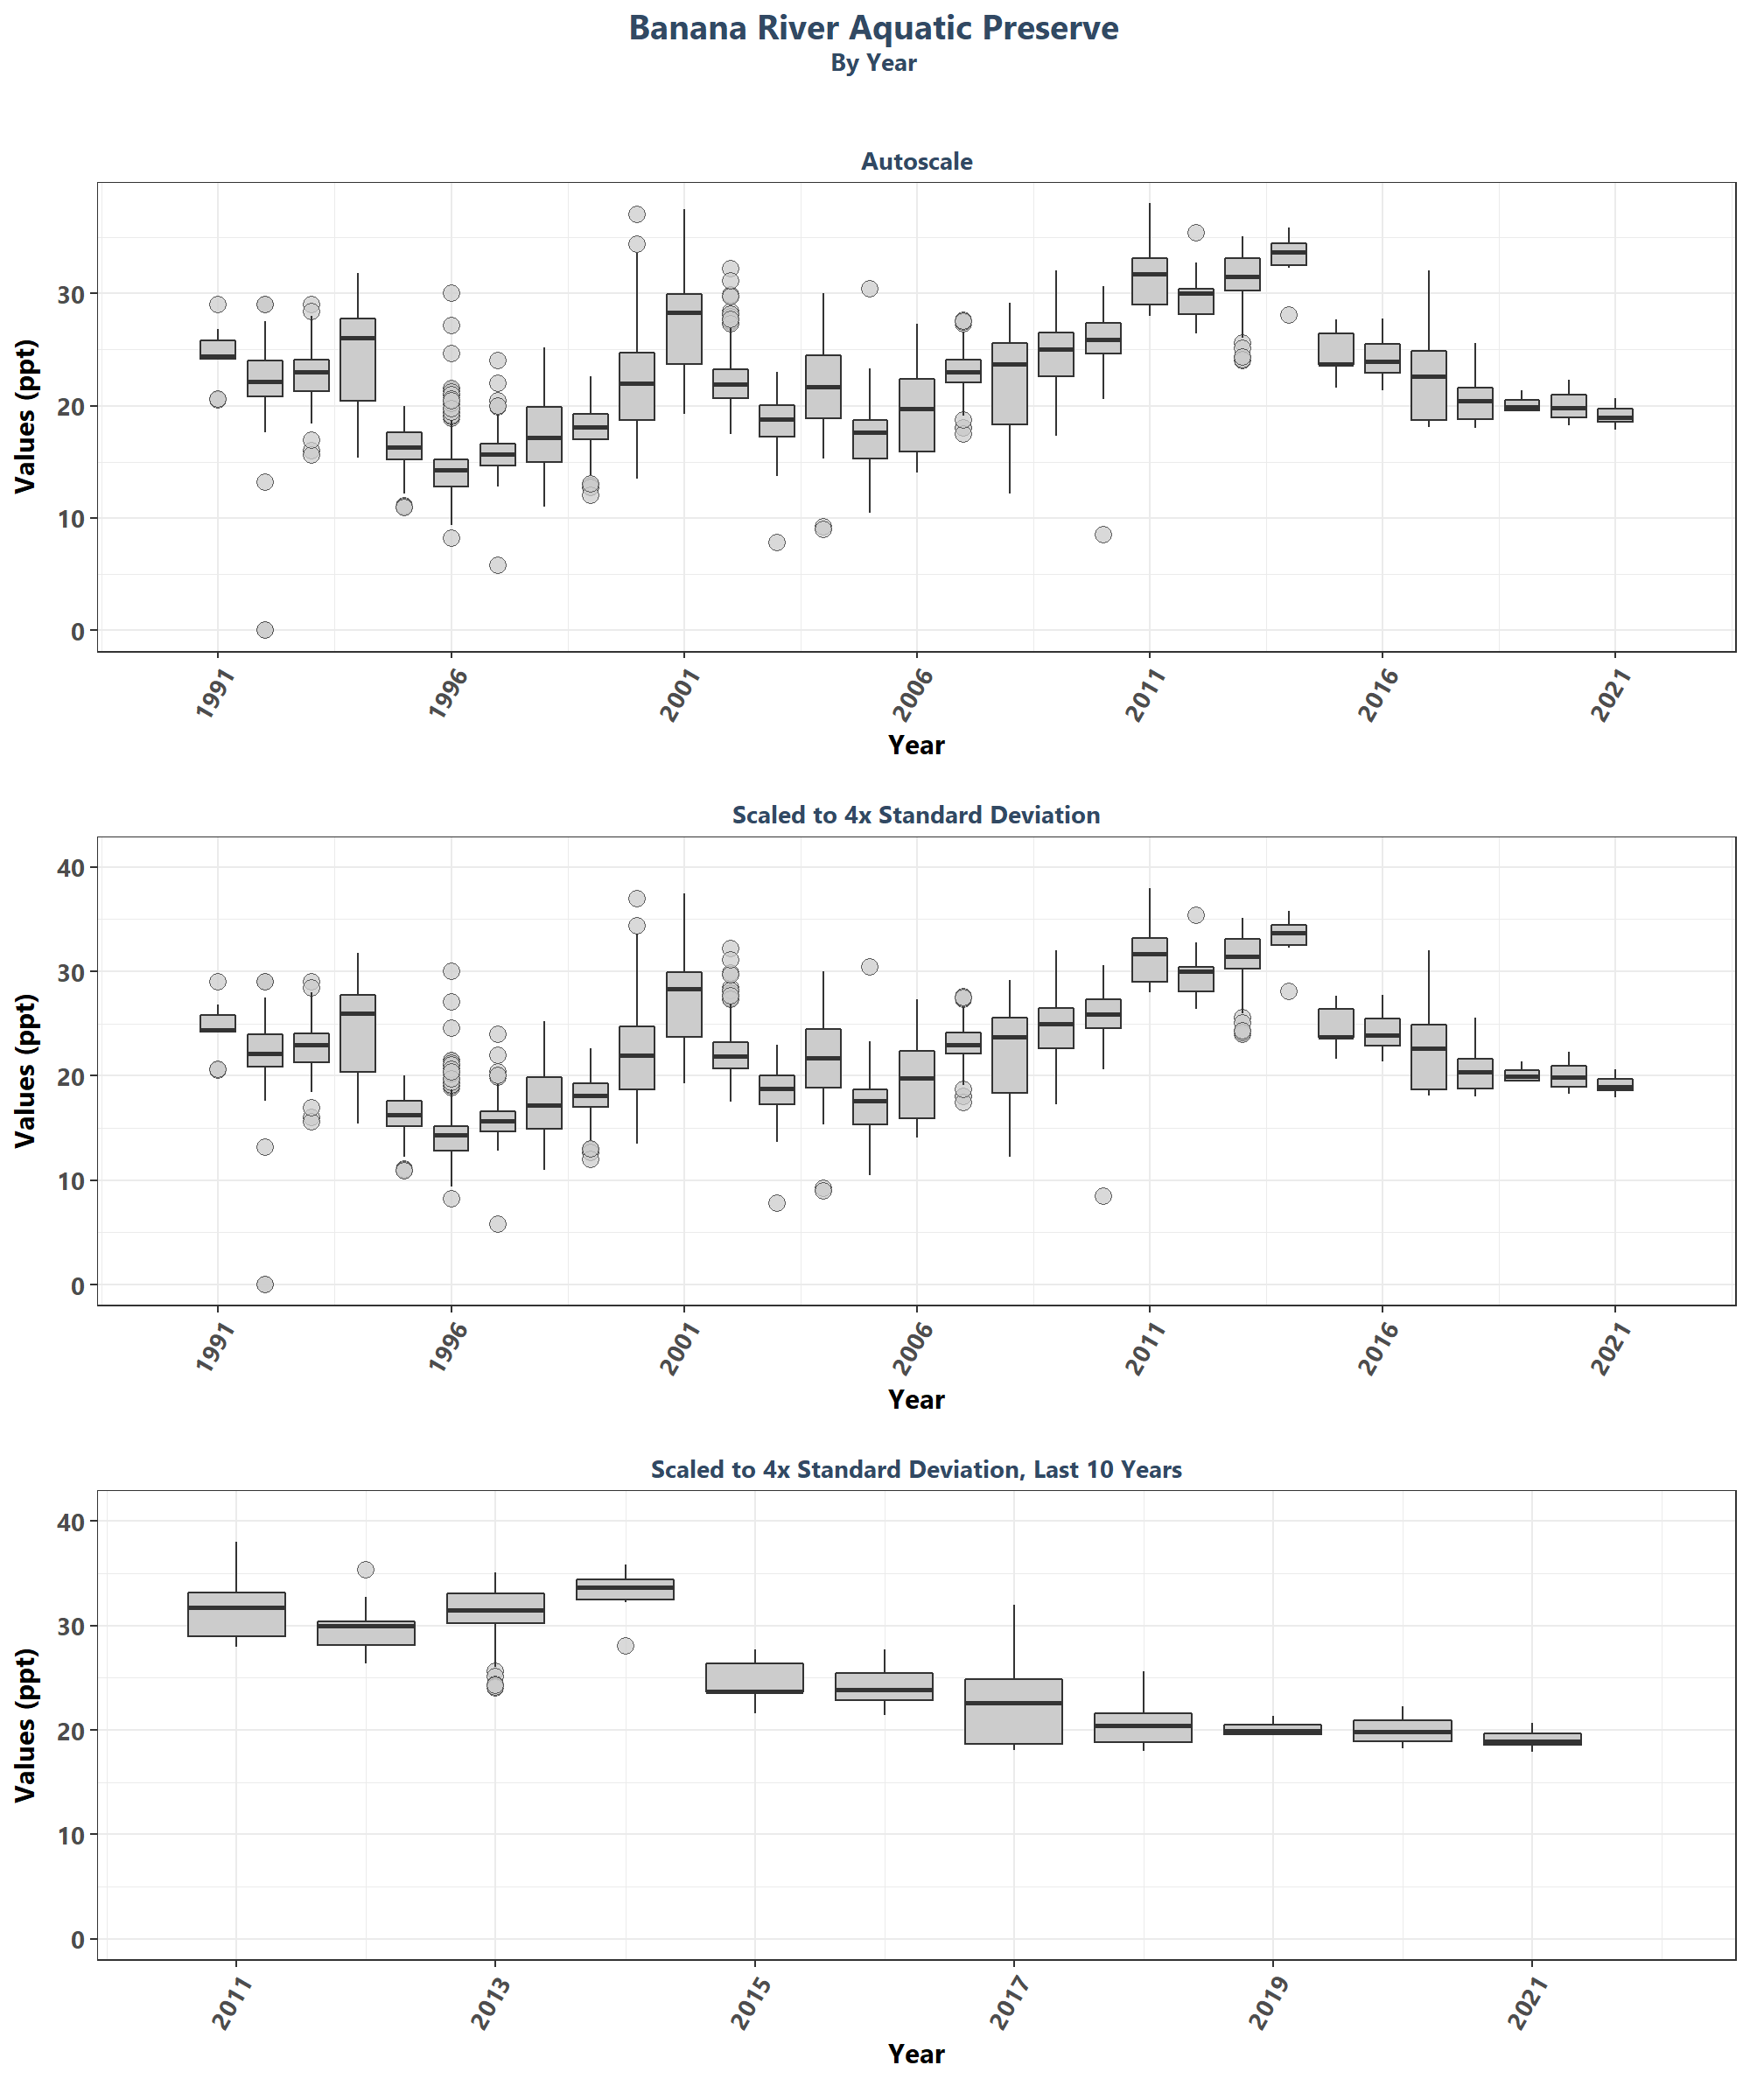 Banana River Aquatic Preserve
By Year
Autoscale
Values (ppt)
30
20
10
0
1991 1996 2001 2006 2011 2016 2021
Year
Scaled to 4x Standard Deviation
Values (ppt)
40
30
20
10
0
1991 1996 2001 2006 2011 2016 2021
Year
Scaled to 4x Standard Deviation, Last 10 Years
Values (ppt)
40
30
20
10
0
2011 2013 2015 2017 2019 2021
Year